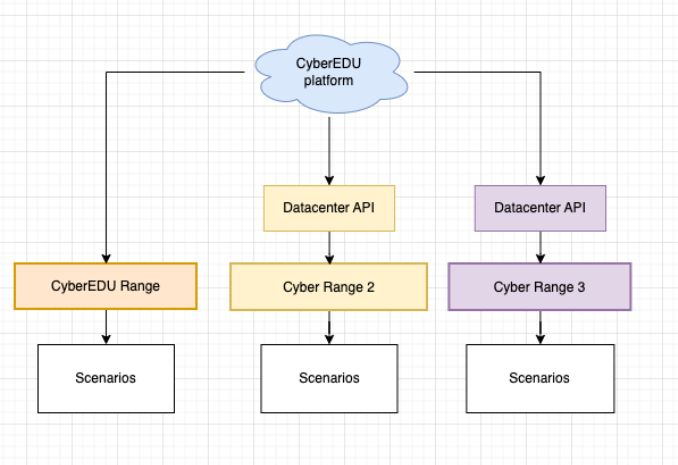 CyberEDU
platform
Datacenter API
Datacenter API
CyberEDU Range
Cyber Range 2
Cyber Range 3
Scenarios
Scenarios
Scenarios